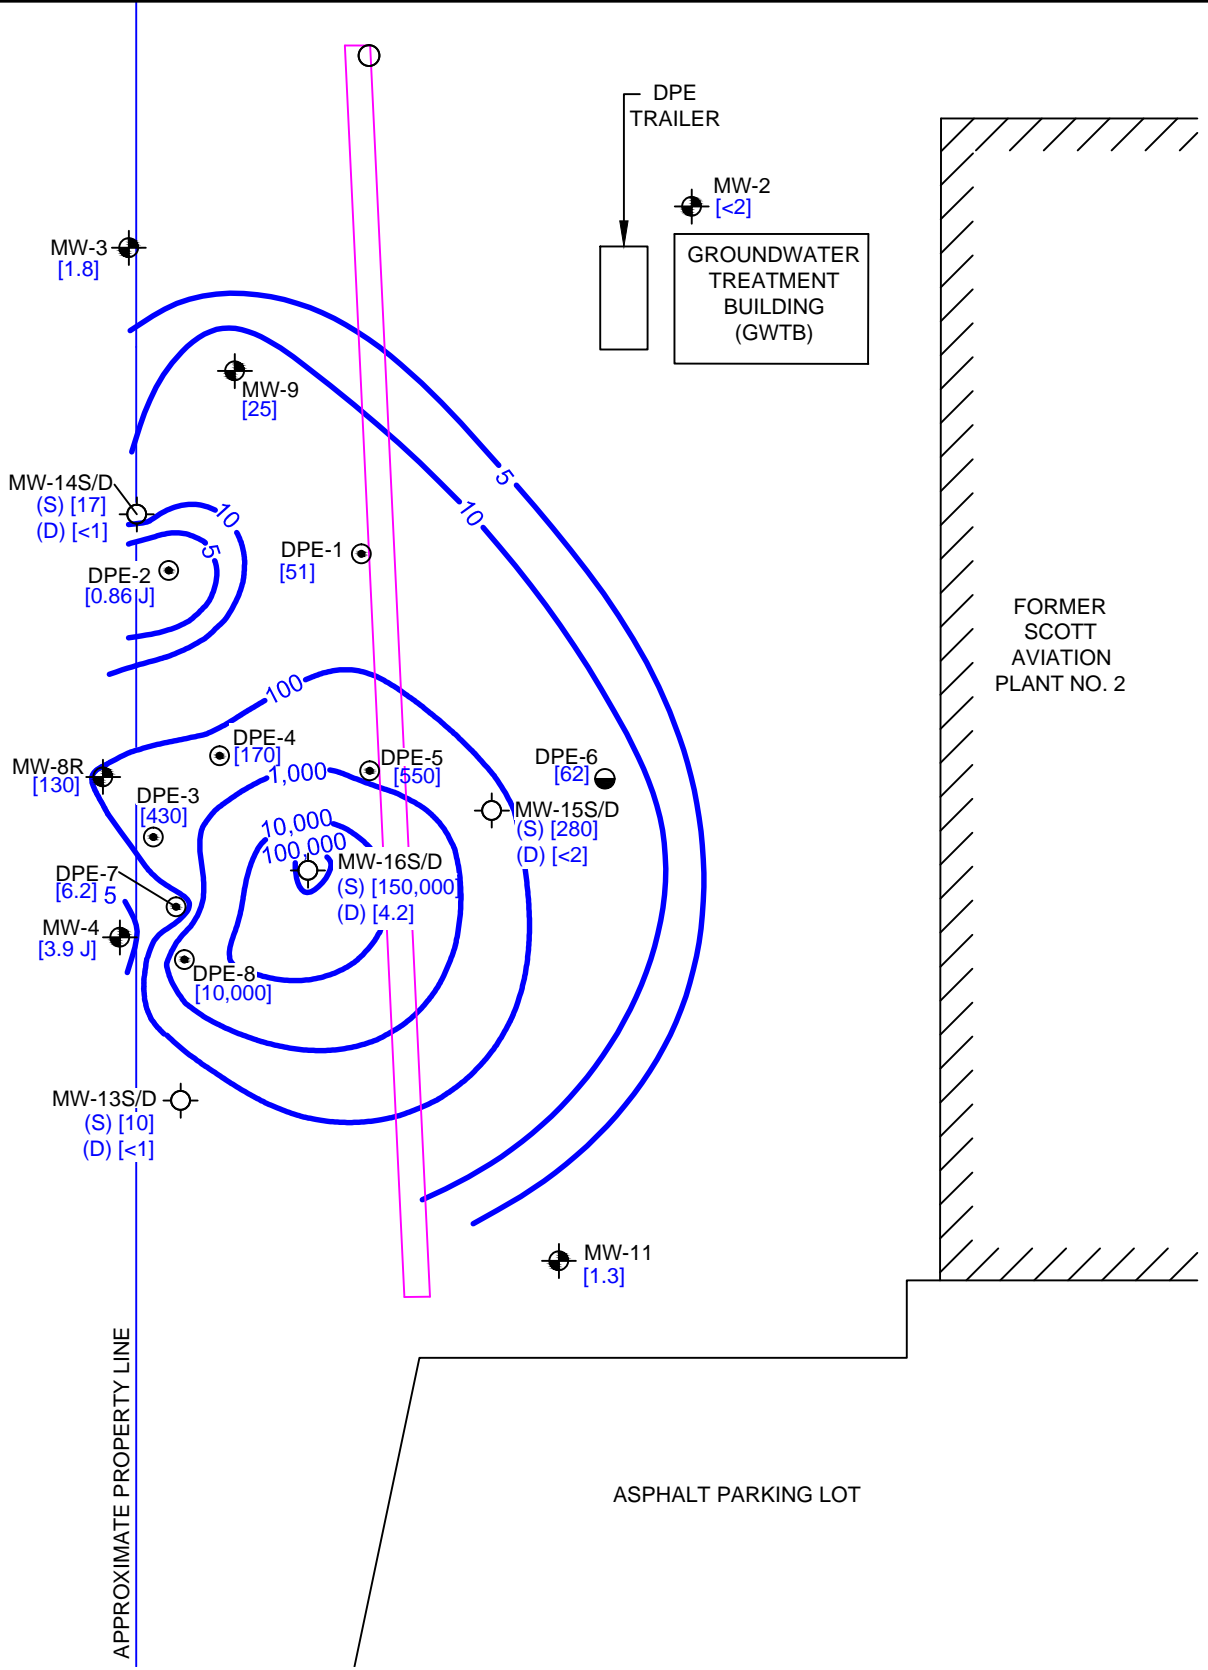 DPE
TRAILER
MW-2
[<2]
MW-3
[1.8]
GROUNDWATER
TREATMENT
BUILDING
(GWTB)
MW-9
[25]
5
10
MW-14S/D
(S) [17]
(D) [<1]
10
5
DPE-1
[51]
DPE-2
[0.86 J]
FORMER
SCOTT
AVIATION
PLANT NO. 2
100
DPE-4
[170]
1,000
DPE-5
[550]
DPE-6
[62]
MW-8R
[130]
DPE-3
[430]
MW-15S/D
(S) [280]
(D) [<2]
10,000
100,000
MW-16S/D
(S) [150,000]
(D) [4.2]
DPE-7
[6.2]
5
MW-4
[3.9 J]
DPE-8
[10,000]
MW-13S/D
(S) [10]
(D) [<1]
MW-11
[1.3]
APPROXIMATE PROPERTY LINE
ASPHALT PARKING LOT